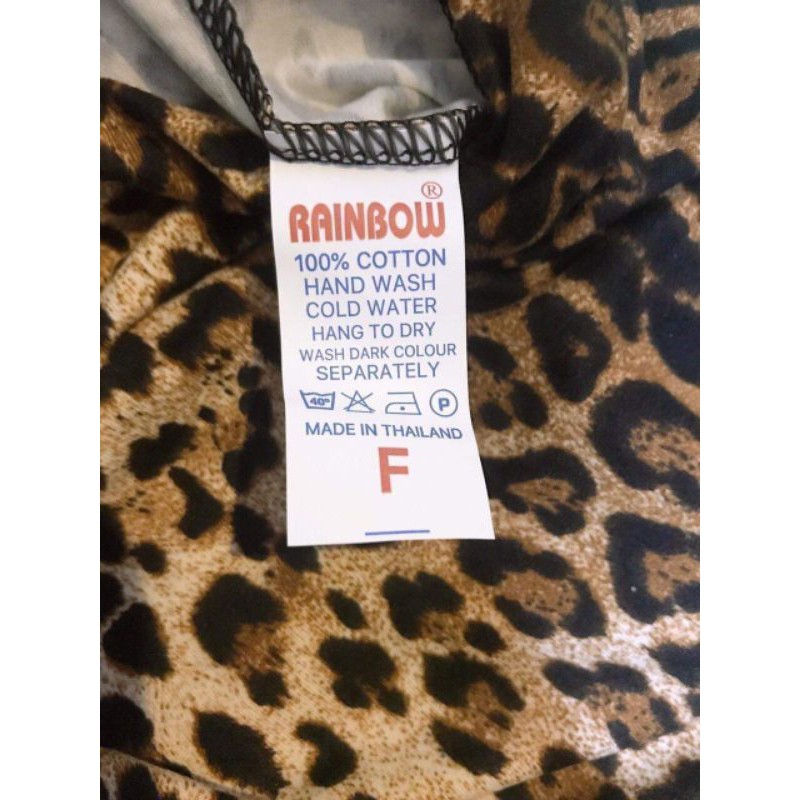 RAINBOW®
100% COTTON
HAND WASH
COLD WATER
HANG TO DRY
WASH DARK COLOUR
SEPARATELY
40° P
MADE IN THAILAND
F